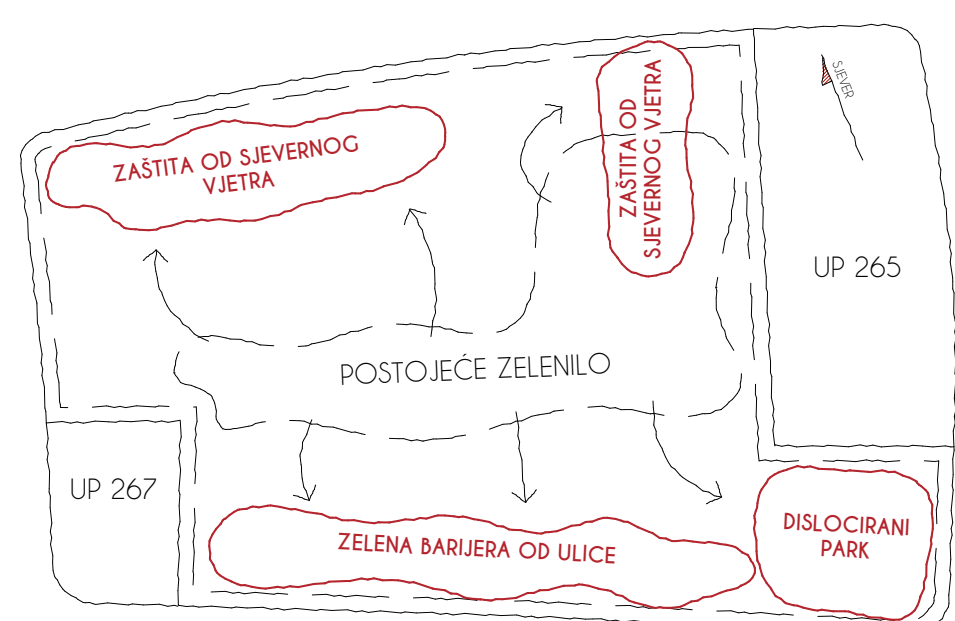 ZAŠTITA OD SJEVERNOG
VJETRA
ZAŠTITA OD
SJEVERNOG VJETRA
SJEVER
UP 265
POSTOJEĆE ZELENILO
UP 267
ZELENA BARIJERA OD ULICE
DISLOCIRANI
PARK